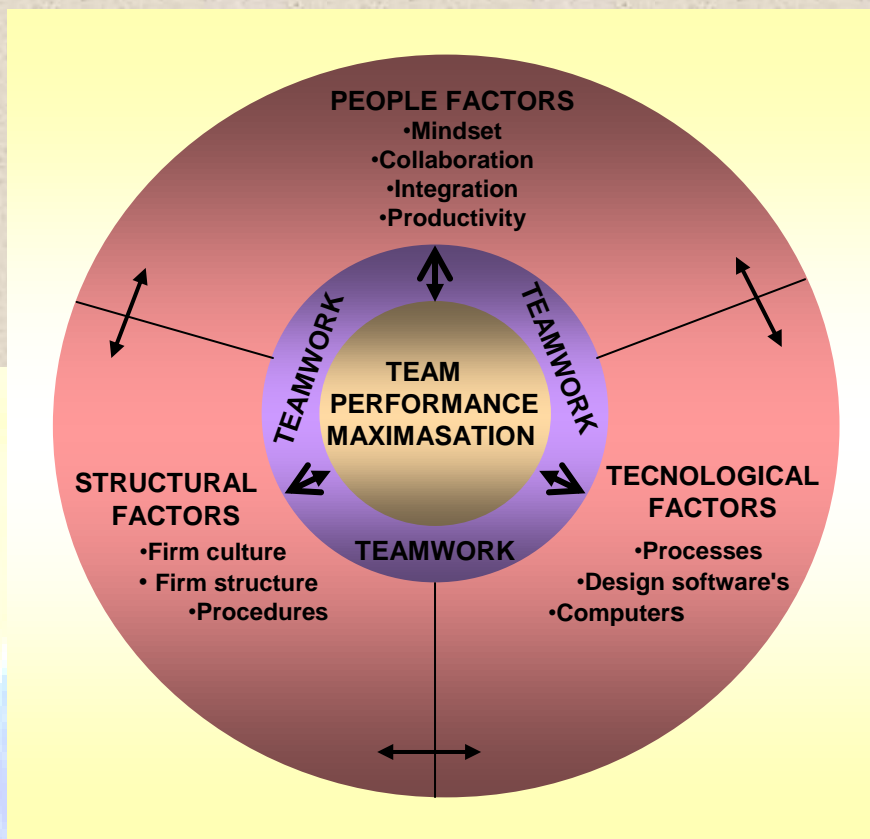 PEOPLE FACTORS
•Mindset
•Collaboration
•Integration
•Productivity
TEAMWORK
TEAMWORK
TEAM
PERFORMANCE
MAXIMASATION
STRUCTURAL
FACTORS
•Firm culture
• Firm structure
•Procedures
TECNOLOGICAL
FACTORS
•Processes
•Design software's
•Computers
TEAMWORK